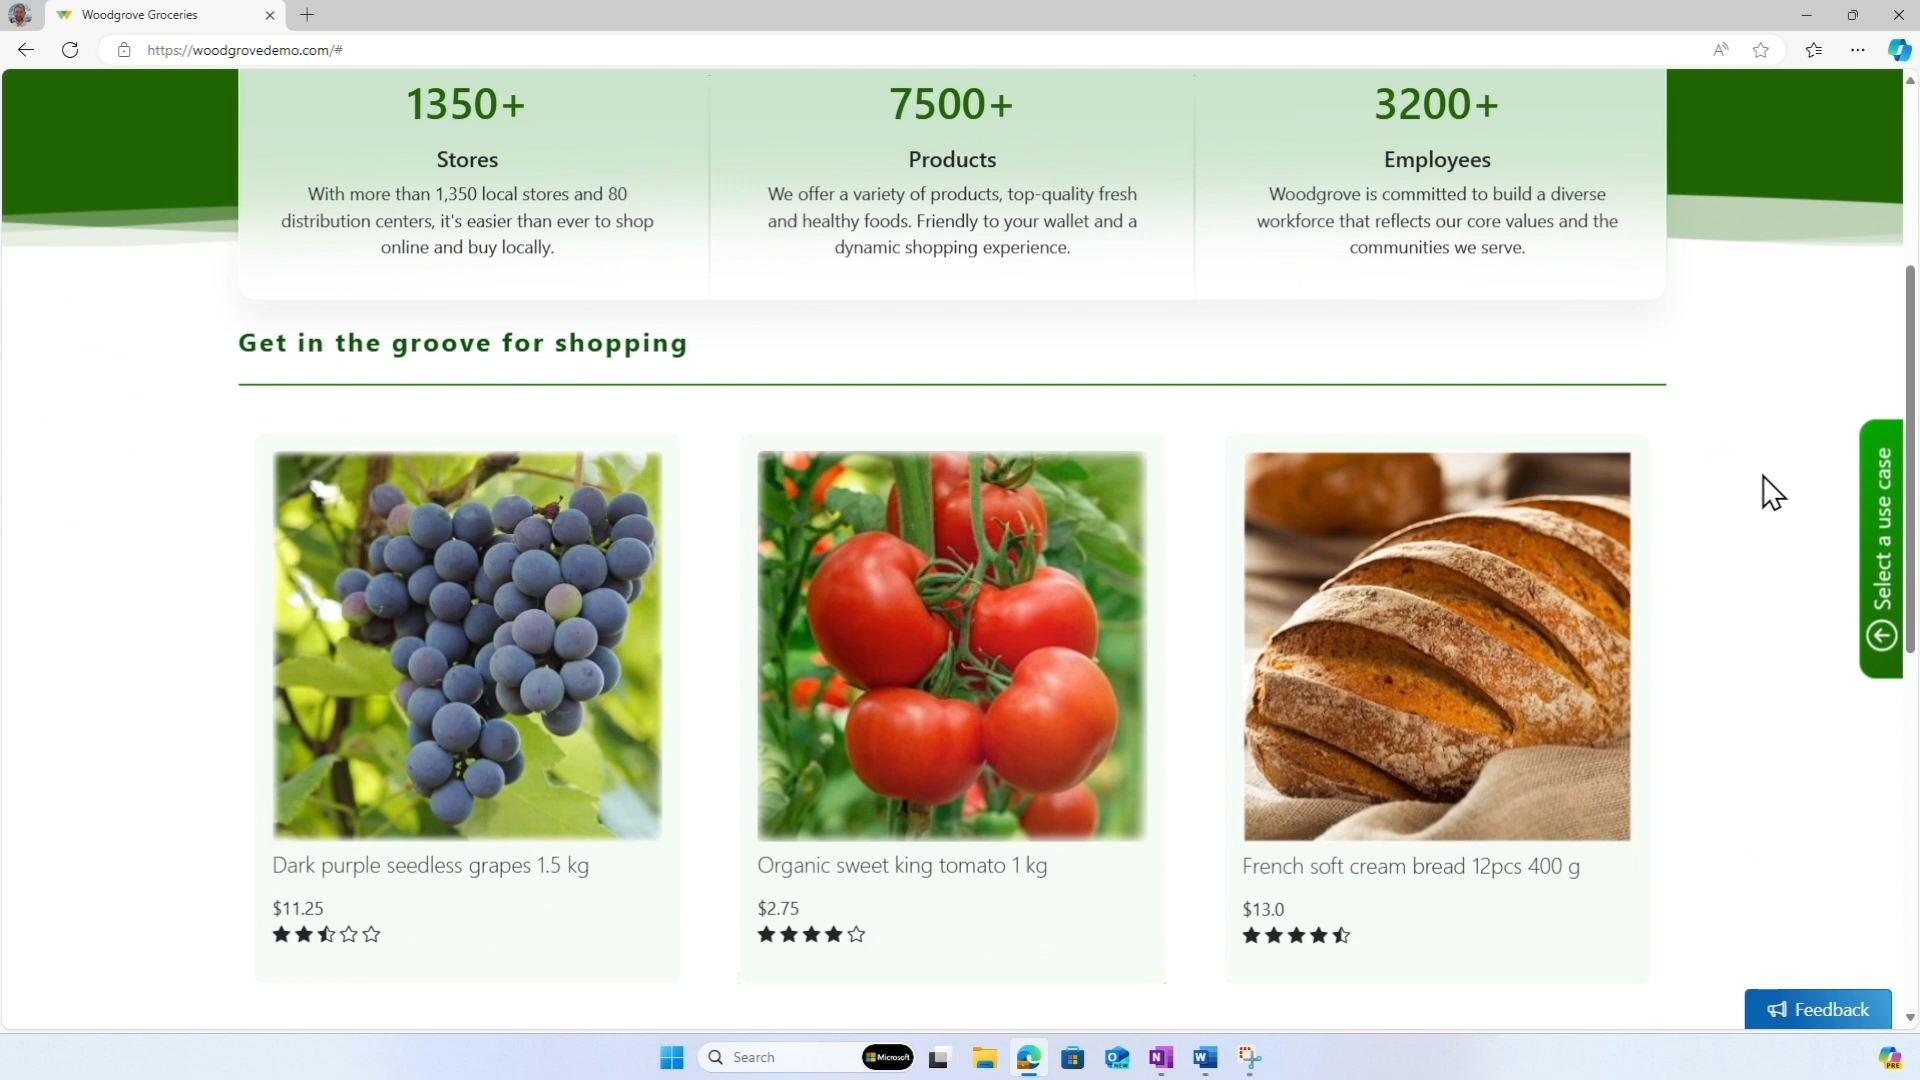 Woodgrove Groceries
https://woodgrovedemo.com/#
1350+
Stores
With more than 1,350 local stores and 80
distribution centers, it's easier than ever to shop
online and buy locally.
7500+
Products
We offer a variety of products, top-quality fresh
and healthy foods. Friendly to your wallet and a
dynamic shopping experience.
3200+
Employees
Woodgrove is committed to build a diverse
workforce that reflects our core values and the
communities we serve.
Get in the groove for shopping
Select a use case
Dark purple seedless grapes 1.5 kg
$11.25
Organic sweet king tomato 1 kg
$2.75
French soft cream bread 12pcs 400 g
$13.0
Feedback
Search
Microsoft
NEW
PRE